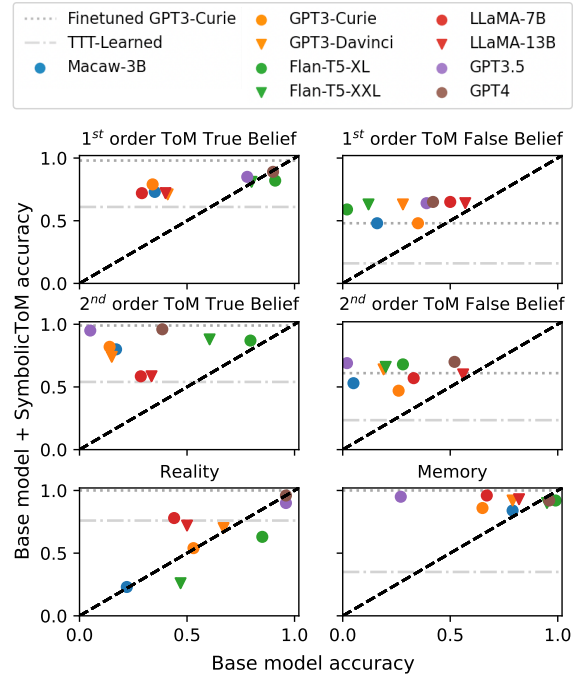 Finetuned GPT3-Curie
TTT-Learned
Macaw-3B
GPT3-Curie
GPT3-Davinci
Flan-T5-XL
Flan-T5-XXL
LLaMA-7B
LLaMA-13B
GPT3.5
GPT4
1st order ToM True Belief
1st order ToM False Belief
1.0
0.5
0.0
2nd order ToM True Belief
2nd order ToM False Belief
1.0
0.5
0.0
Reality
Memory
1.0
0.5
0.0
0.0
0.5
1.0
0.0
0.5
1.0
Base model + SymbolicToM accuracy
Base model accuracy